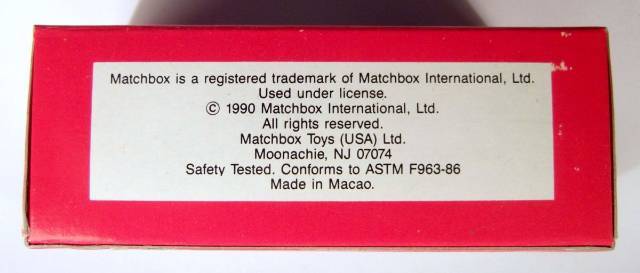 Matchbox is a registered trademark of Matchbox International, Ltd.
Used under license.
© 1990 Matchbox International, Ltd.
All rights reserved.
Matchbox Toys (USA) Ltd.
Moonachie, NJ 07074
Safety Tested. Conforms to ASTM F963-86
Made in Macao.